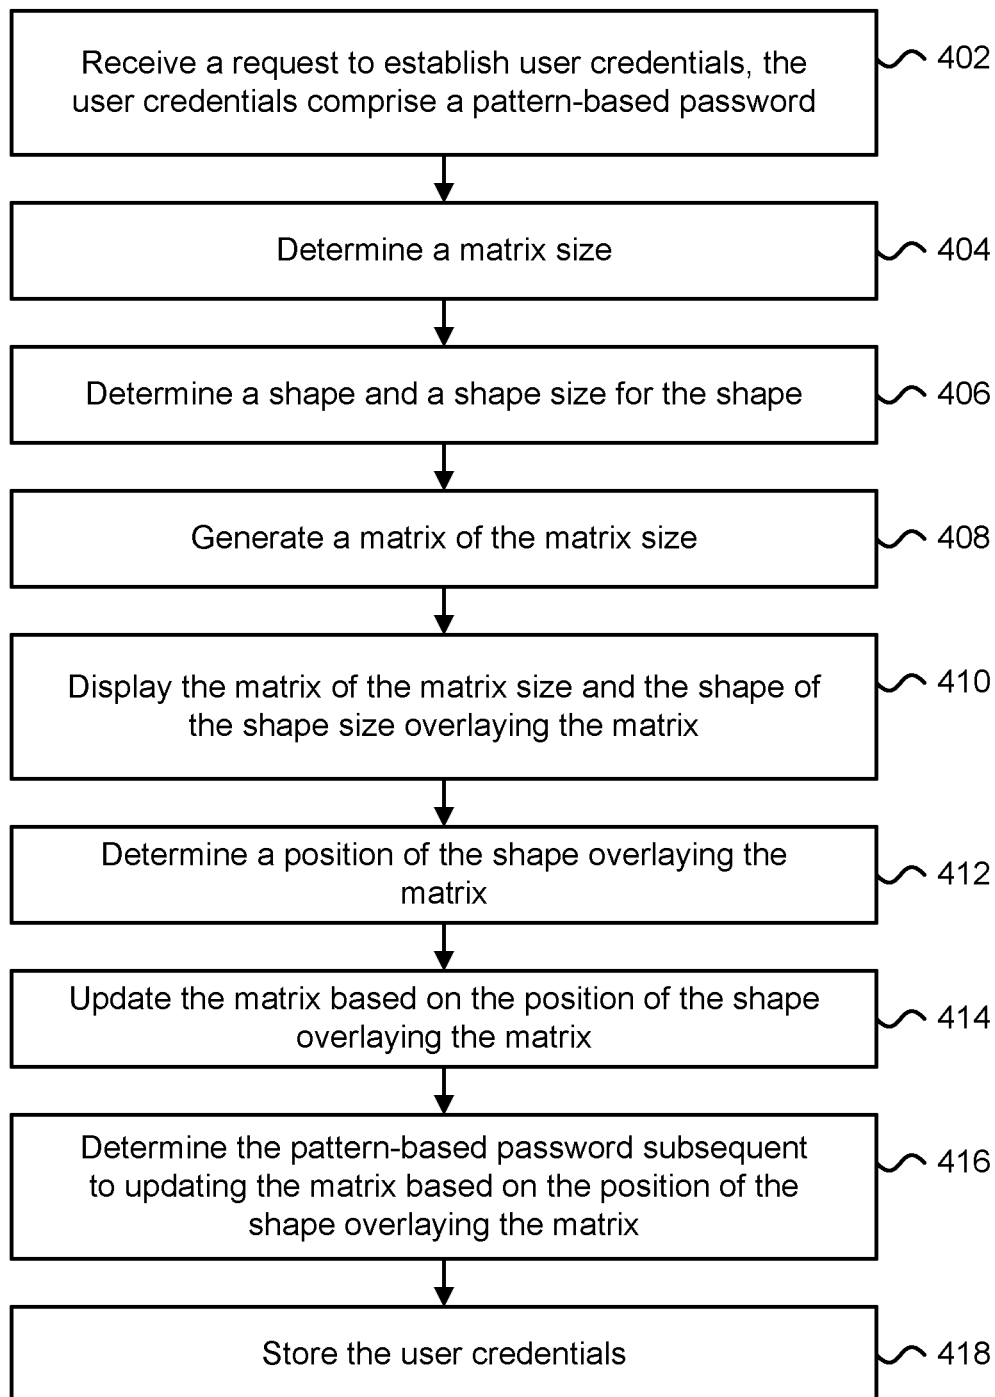 Receive a request to establish user credentials, the
user credentials comprise a pattern-based password
402
Determine a matrix size
404
Determine a shape and a shape size for the shape
406
Generate a matrix of the matrix size
408
Display the matrix of the matrix size and the shape of
the shape size overlaying the matrix
410
Determine a position of the shape overlaying the
matrix
412
Update the matrix based on the position of the shape
overlaying the matrix
414
Determine the pattern-based password subsequent
to updating the matrix based on the position of the
shape overlaying the matrix
416
Store the user credentials
418